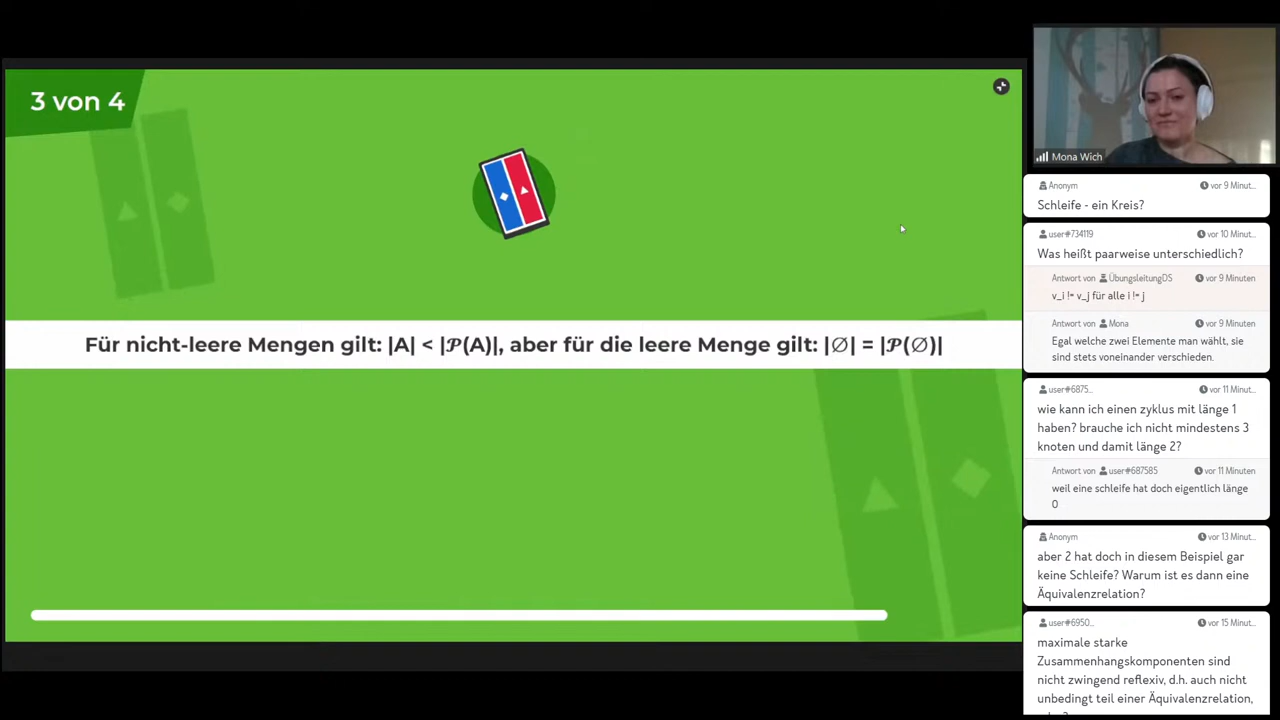 3 von 4
Für nicht-leere Mengen gilt: |A| < |𝒫(A)|, aber für die leere Menge gilt: |∅| = |𝒫(∅)|
Mona Wich
Anonym vor 9 Minut...
Schleife - ein Kreis?
user#734119 vor 10 Minut...
Was heißt paarweise unterschiedlich?
Antwort von ÜbungsleitungDS vor 9 Minuten
v_i != v_j für alle i != j
Antwort von Mona vor 9 Minuten
Egal welche zwei Elemente man wählt, sie
sind stets voneinander verschieden.
user#6875... vor 11 Minut...
wie kann ich einen zyklus mit länge 1
haben? brauche ich nicht mindestens 3
knoten und damit länge 2?
Antwort von user#687585 vor 11 Minuten
weil eine schleife hat doch eigentlich länge
0
Anonym vor 13 Minut...
aber 2 hat doch in diesem Beispiel gar
keine Schleife? Warum ist es dann eine
Äquivalenzrelation?
user#6950... vor 15 Minut...
maximale starke
Zusammenhangskomponenten sind
nicht zwingend reflexiv, d.h. auch nicht
unbedingt teil einer Äquivalenzrelation,